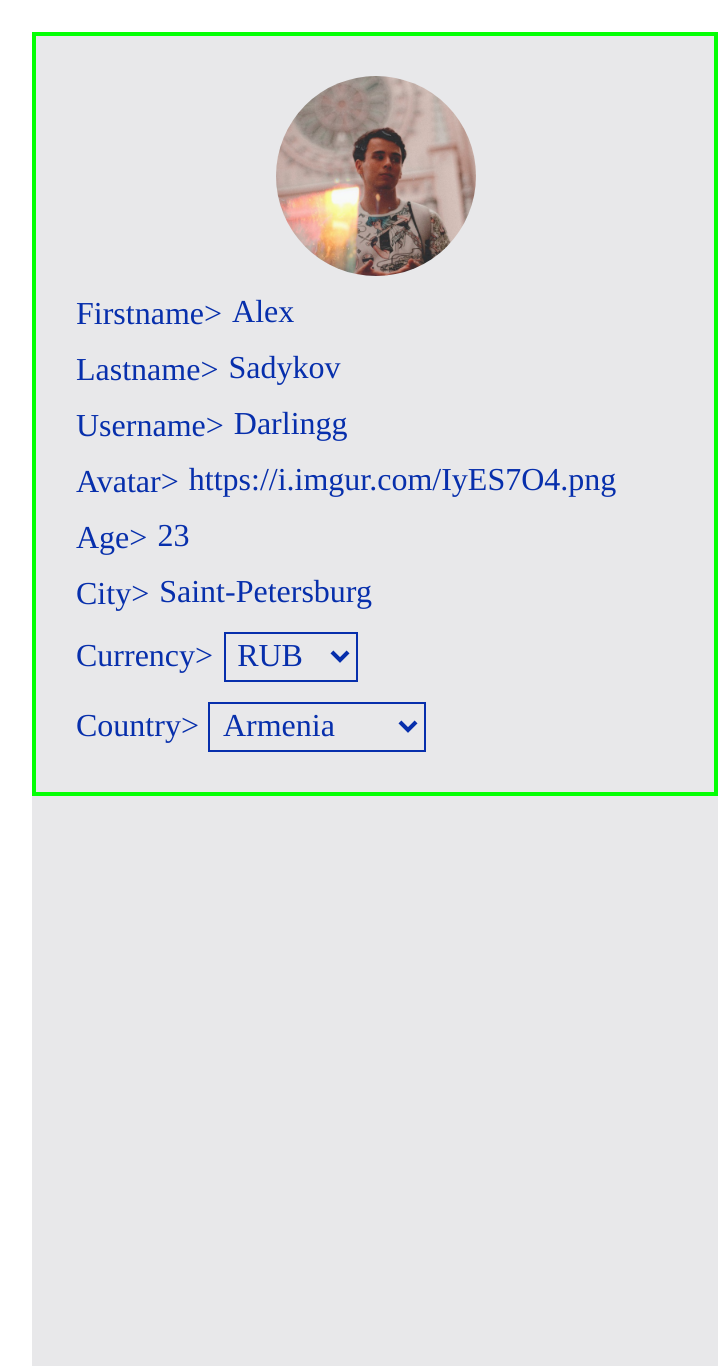 Firstname> Alex
Lastname> Sadykov
Username> Darlingg
Avatar> https://i.imgur.com/IyES7O4.png
Age> 23
City> Saint-Petersburg
Currency> RUB
Country> Armenia